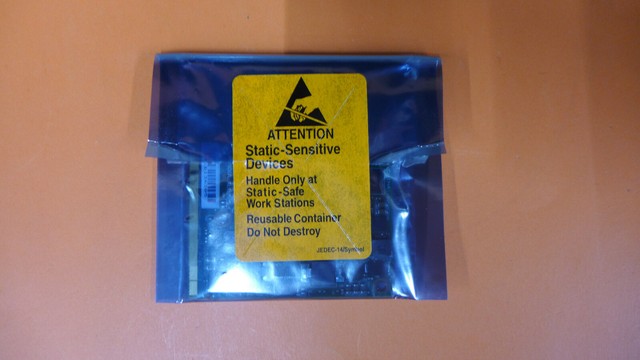 ATTENTION
Static-Sensitive
Devices
Handle Only at
Static-Safe
Work Stations
Reusable Container
Do Not Destroy
JEDEC-14/Symbol